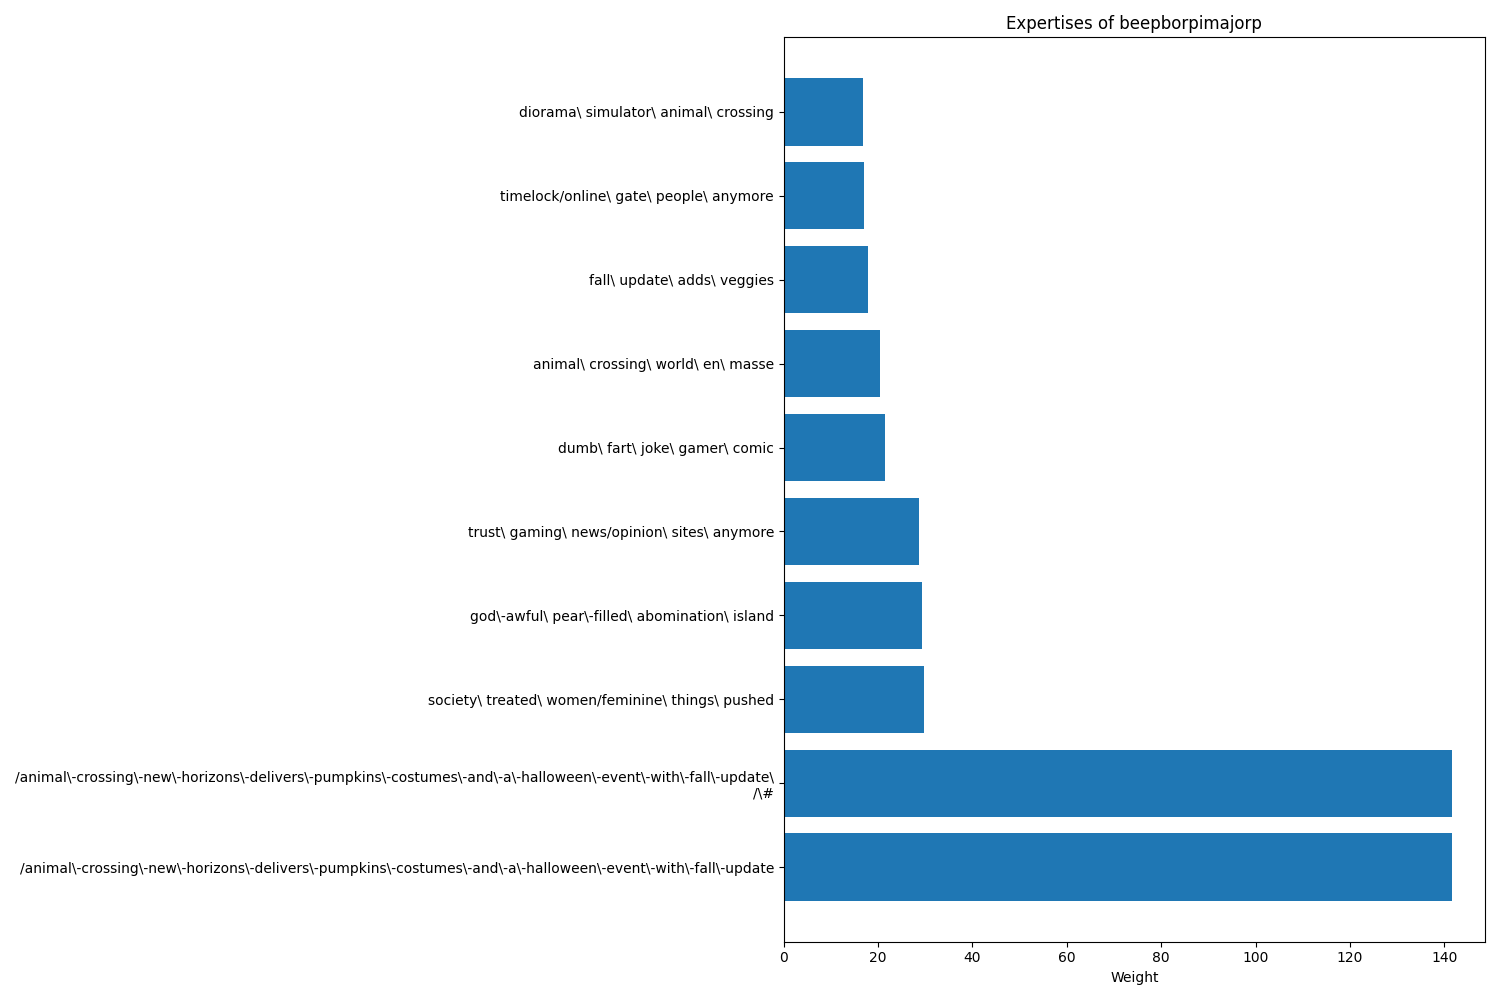 Expertises of beepborpimajorp
diorama\ simulator\ animal\ crossing
timelock/online\ gate\ people\ anymore
fall\ update\ adds\ veggies
animal\ crossing\ world\ en\ masse
dumb\ fart\ joke\ gamer\ comic
trust\ gaming\ news/opinion\ sites\ anymore
god\-awful\ pear\-filled\ abomination\ island
society\ treated\ women/feminine\ things\ pushed
/animal\-crossing\-new\-horizons\-delivers\-pumpkins\-costumes\-and\-a\-halloween\-event\-with\-fall\-update\
/\#
/animal\-crossing\-new\-horizons\-delivers\-pumpkins\-costumes\-and\-a\-halloween\-event\-with\-fall\-update
0 20 40 60 80 100 120 140
Weight